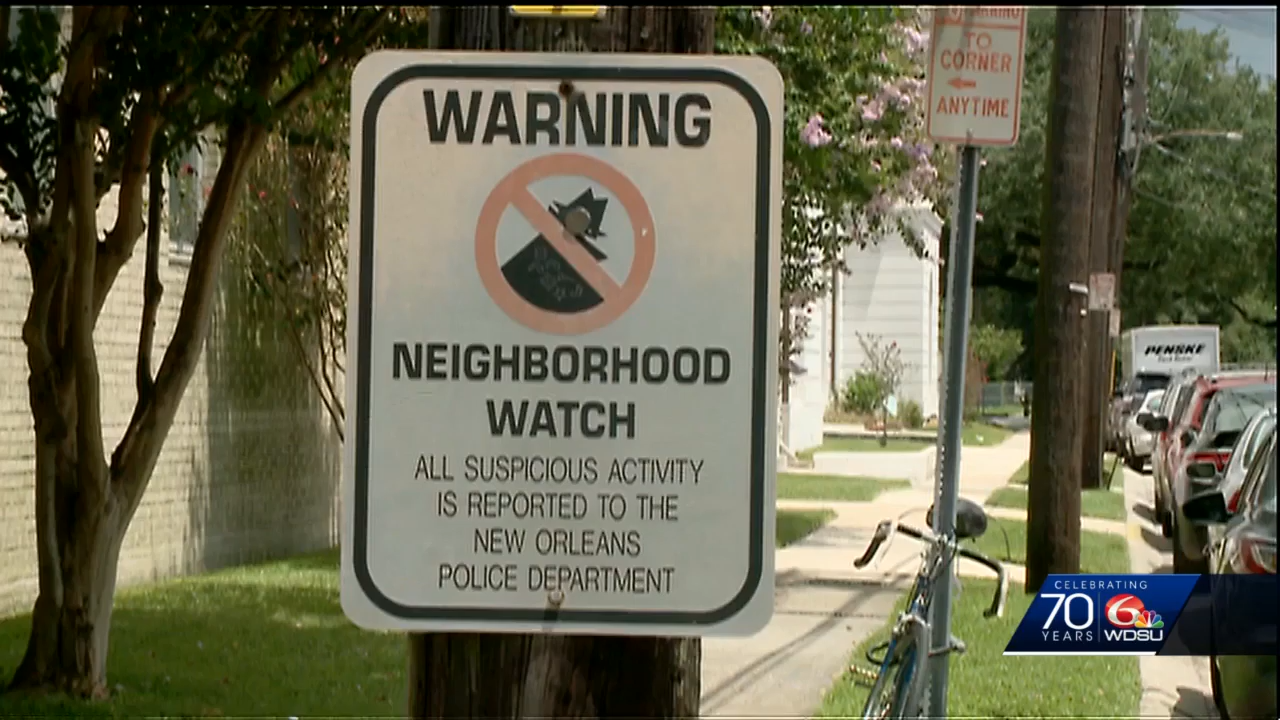 WARNING
NEIGHBORHOOD
WATCH
ALL SUSPICIOUS ACTIVITY
IS REPORTED TO THE
NEW ORLEANS
POLICE DEPARTMENT
PARKING
TO
CORNER
ANYTIME
PENSKE
CELEBRATING
70 6
YEARS WDSU